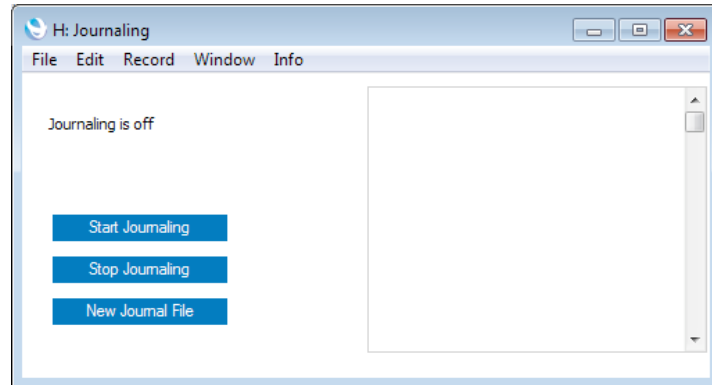 H: Journaling
File Edit Record Window Info
Journaling is off
Start Journaling
Stop Journaling
New Journal File